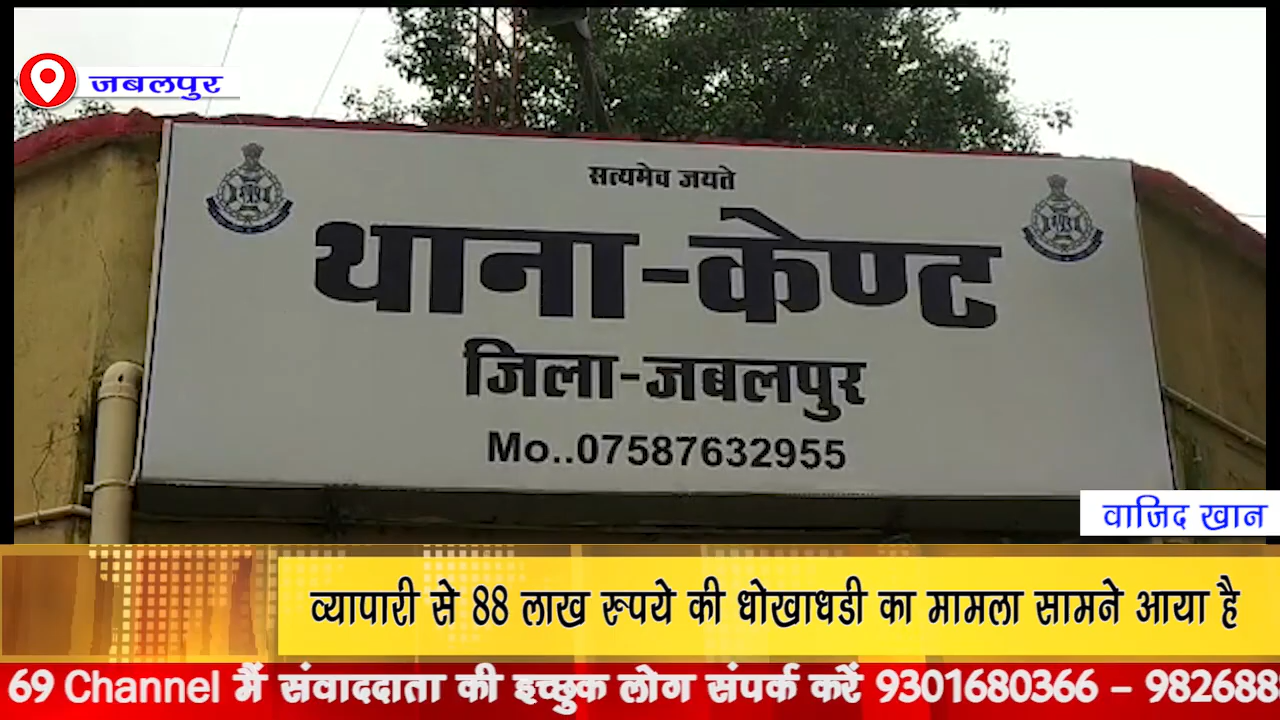 जबलपुर
सत्यमेव जयते
थाना-केण्ट
जिला-जबलपुर
Mo..07587632955
वाजिद खान
व्यापारी से 88 लाख रूपये की धोखाधडी का मामला सामने आया है
69 Channel मैं संवाददाता की इच्छुक लोग संपर्क करें 9301680366 - 982688